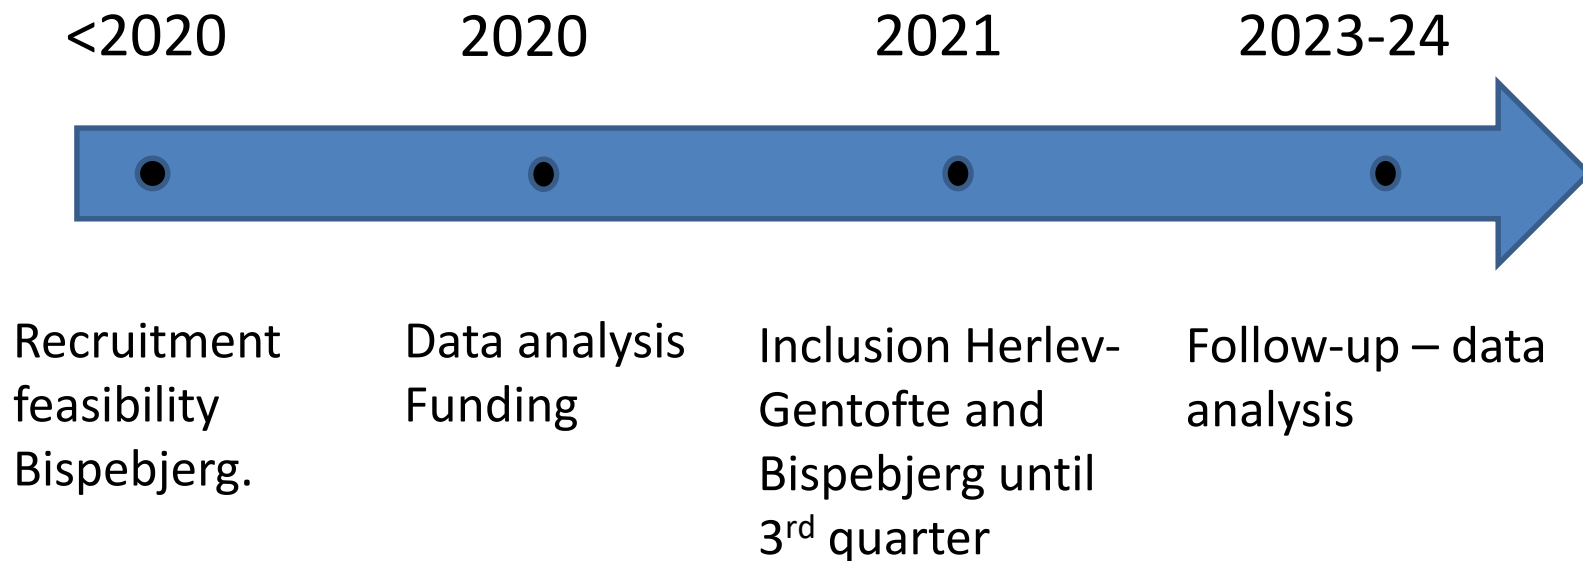 <2020
2020
2021
2023-24
Recruitment
feasibility
Bispebjerg.
Data analysis
Funding
Inclusion Herlev-
Gentofte and
Bispebjerg until
3rd quarter
Follow-up – data
analysis